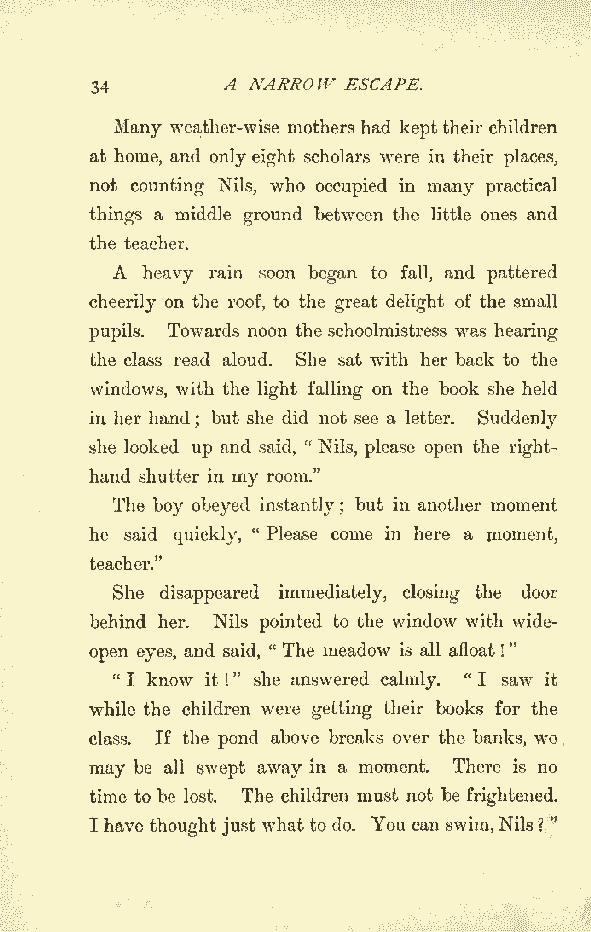 34 A NARROW ESCAPE.
Many weather-wise mothers had kept their children
at home, and only eight scholars were in their places,
not counting Nils, who occupied in many practical
things a middle ground between the little ones and
the teacher.
A heavy rain soon began to fall, and pattered
cheerily on the roof, to the great delight of the small
pupils. Towards noon the schoolmistress was hearing
the class read aloud. She sat with her back to the
windows, with the light falling on the book she held
in her hand; but she did not see a letter. Suddenly
she looked up and said, "Nils, please open the right-
hand shutter in my room."
The boy obeyed instantly; but in another moment
he said quickly, "Please come in here a moment,
teacher."
She disappeared immediately, closing the door
behind her. Nils pointed to the window with wide-
open eyes, and said, "The meadow is all afloat!"
"I know it!" she answered calmly. "I saw it
while the children were getting their books for the
class. If the pond above breaks over the banks, we
may be all swept away in a moment. There is no
time to be lost. The children must not be frightened.
I have thought just what to do. You can swim, Nils?"